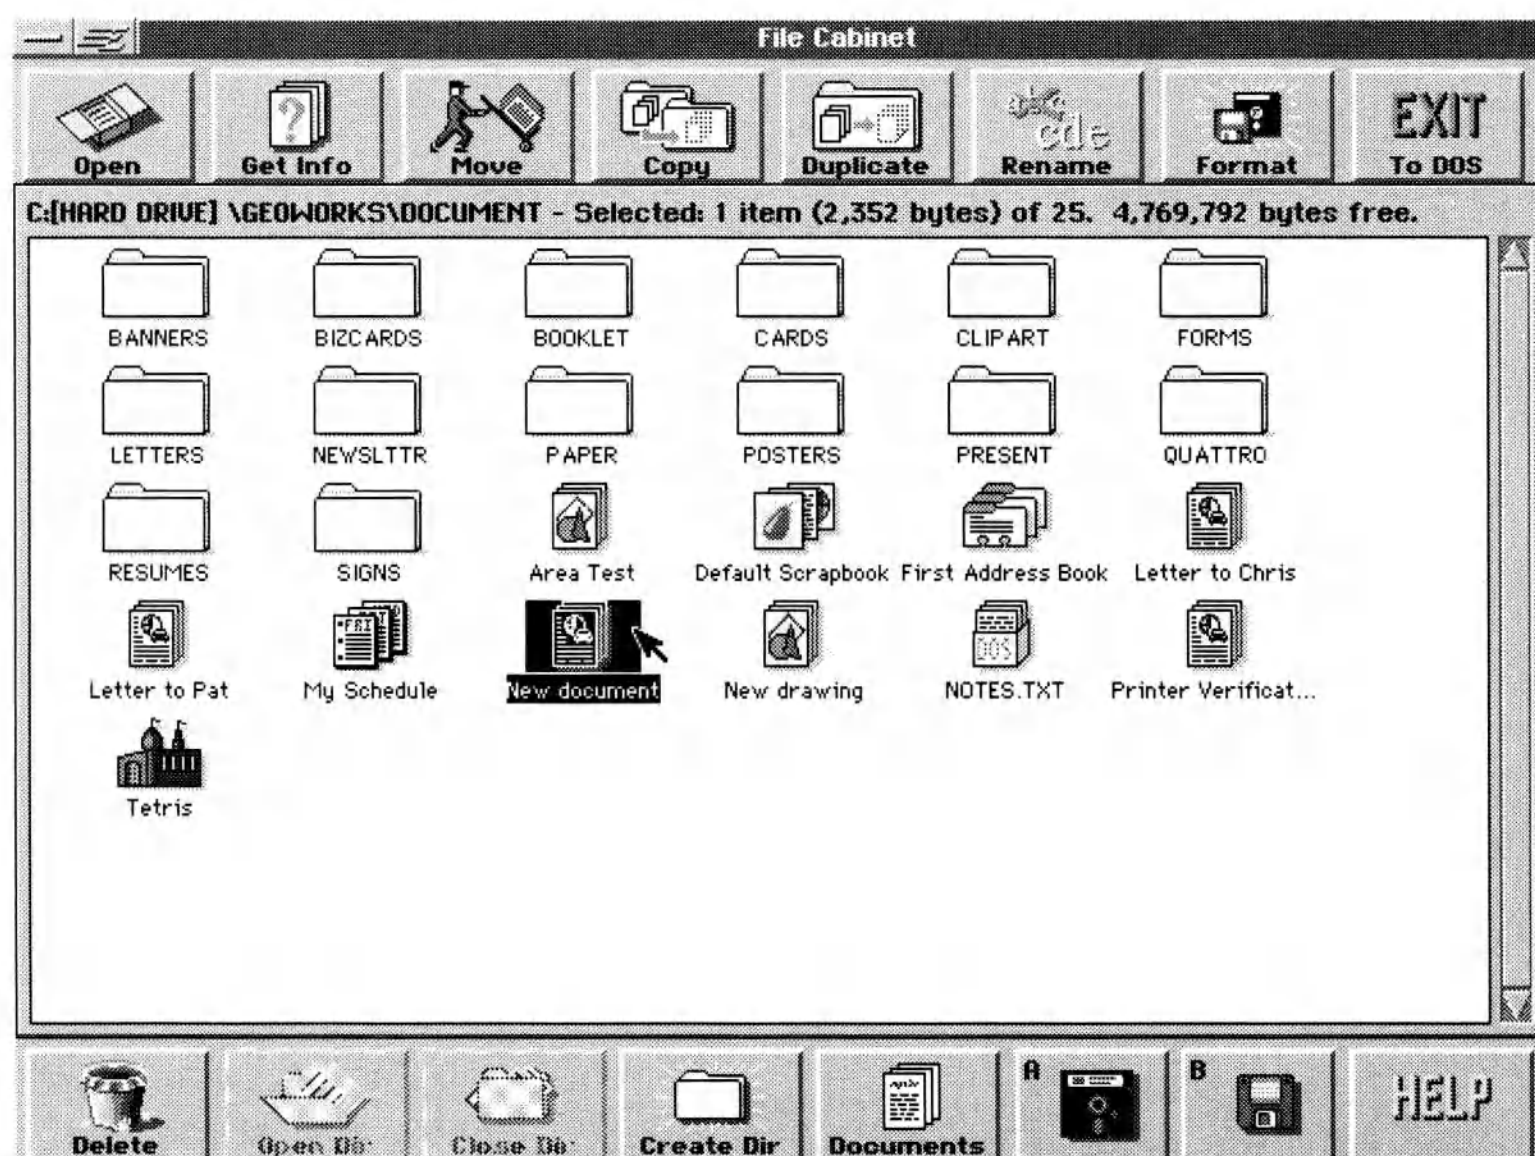 File Cabinet
Open Get Info Move Copy Duplicate Rename Format EXIT To DOS
C:[HARD DRIVE] \GEOWORKS\DOCUMENT - Selected: 1 item (2,352 bytes) of 25. 4,769,792 bytes free.
BANNERS BIZCARDS BOOKLET CARDS CLIPART FORMS
LETTERS NEWSLTTR PAPER POSTERS PRESENT QUATTRO
RESUMES SIGNS Area Test Default Scrapbook First Address Book Letter to Chris
Letter to Pat My Schedule New document New drawing NOTES.TXT Printer Verificat...
Tetris
A B HELP
Delete Open Dir Close Dir Create Dir Documents